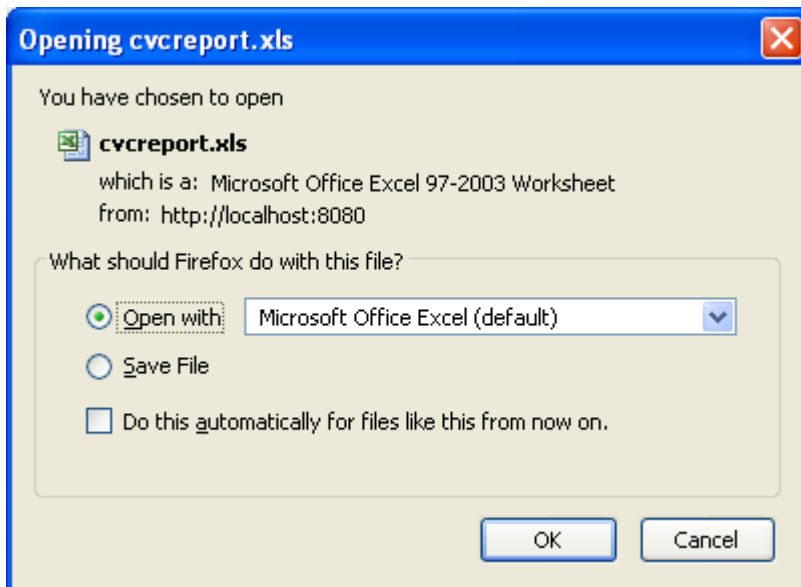 Opening cvcreport.xls
You have chosen to open
cvcreport.xls
which is a: Microsoft Office Excel 97-2003 Worksheet
from: http://localhost:8080
What should Firefox do with this file?
Open with Microsoft Office Excel (default)
Save File
Do this automatically for files like this from now on.
OK Cancel